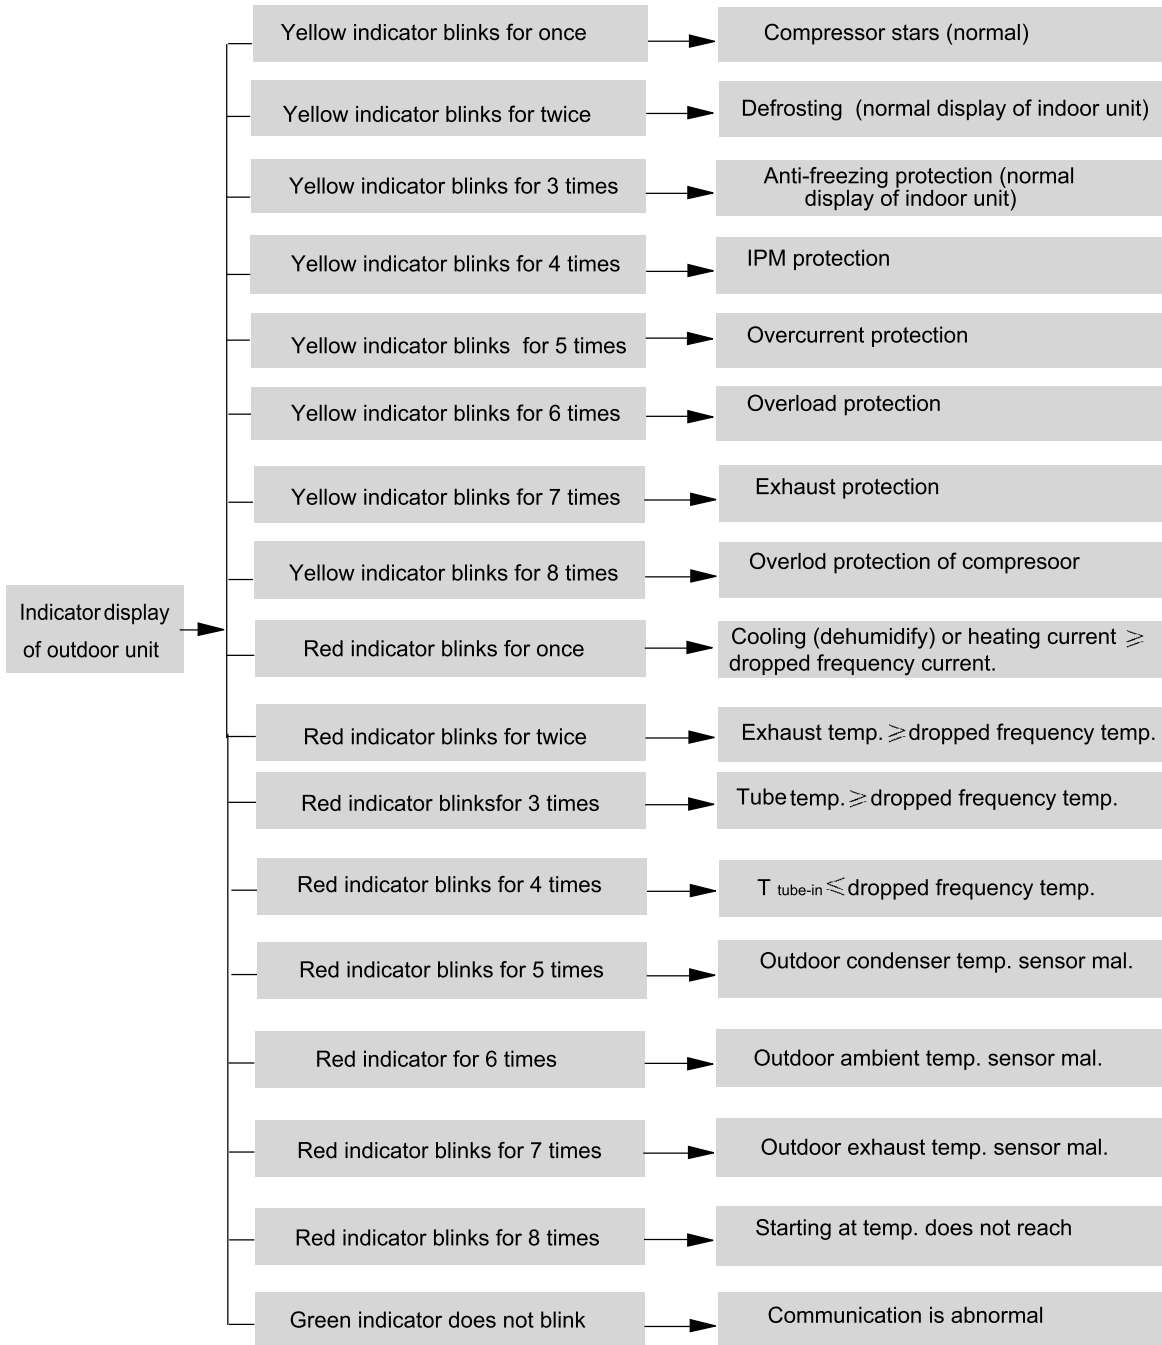 Yellow indicator blinks for once
Compressor stars (normal)
Yellow indicator blinks for twice
Defrosting (normal display of indoor unit)
Yellow indicator blinks for 3 times
Anti-freezing protection (normal
display of indoor unit)
Yellow indicator blinks for 4 times
IPM protection
Yellow indicator blinks for 5 times
Overcurrent protection
Yellow indicator blinks for 6 times
Overload protection
Yellow indicator blinks for 7 times
Exhaust protection
Yellow indicator blinks for 8 times
Overlod protection of compresoor
Indicator display
of outdoor unit
Red indicator blinks for once
Cooling (dehumidify) or heating current ⩾
dropped frequency current.
Red indicator blinks for twice
Exhaust temp. ⩾dropped frequency temp.
Red indicator blinksfor 3 times
Tube temp. ⩾dropped frequency temp.
Red indicator blinks for 4 times
T tube-in ⩽dropped frequency temp.
Red indicator blinks for 5 times
Outdoor condenser temp. sensor mal.
Red indicator for 6 times
Outdoor ambient temp. sensor mal.
Red indicator blinks for 7 times
Outdoor exhaust temp. sensor mal.
Red indicator blinks for 8 times
Starting at temp. does not reach
Green indicator does not blink
Communication is abnormal